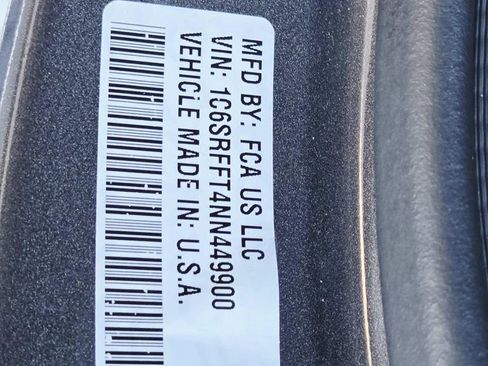 MFD BY: FCA US LLC
VIN: 1C6SRFFT4NN449900
VEHICLE MADE IN: U.S.A.